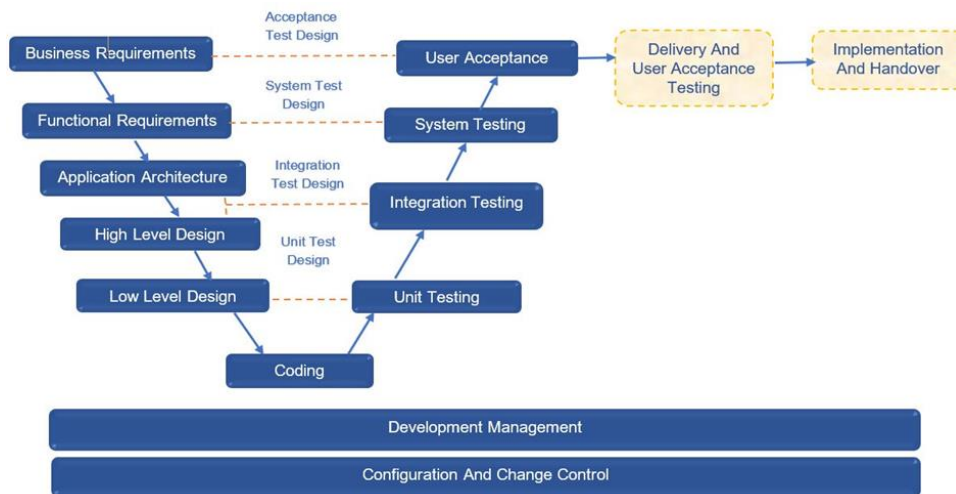 Acceptance
Test Design
Business Requirements
User Acceptance
Delivery And
User Acceptance
Testing
Implementation
And Handover
System Test
Design
Functional Requirements
System Testing
Integration
Test Design
Application Architecture
Integration Testing
High Level Design
Unit Test
Design
Low Level Design
Unit Testing
Coding
Development Management
Configuration And Change Control